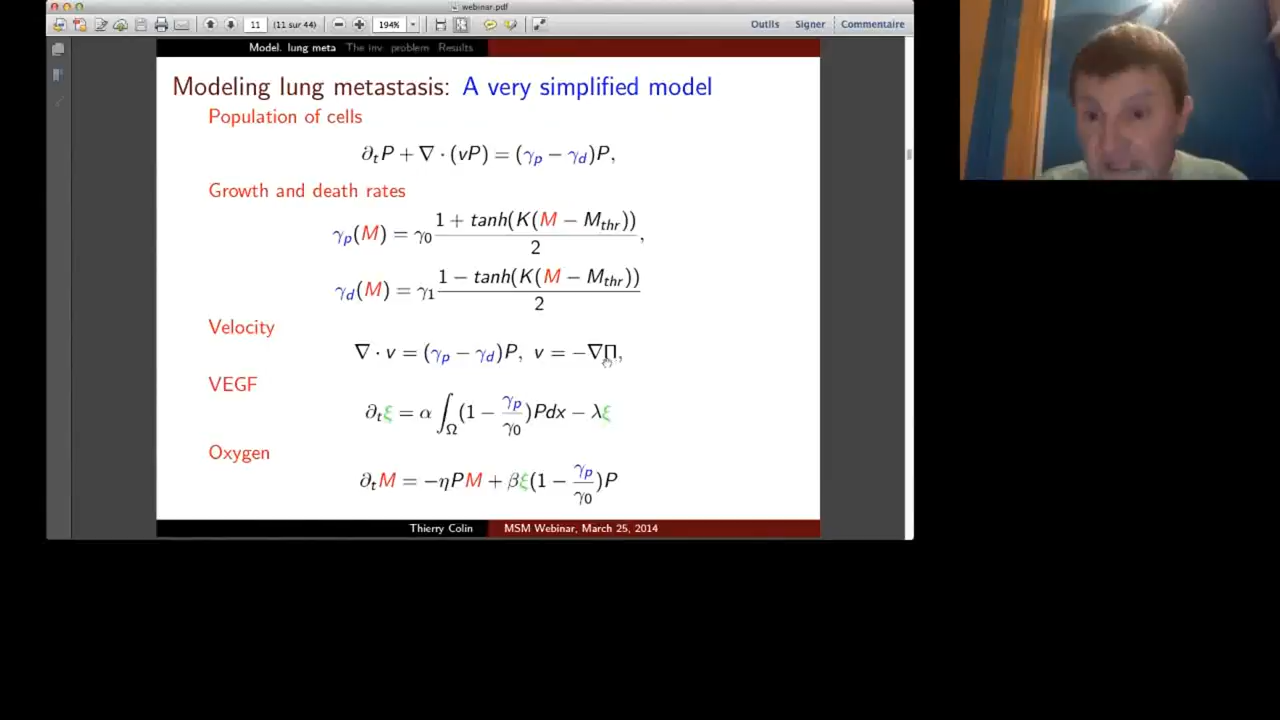 webinar.pdf
11 (11 sur 44) 194% Outils Signer Commentaire
Model. lung meta The inv problem Results
Modeling lung metastasis: A very simplified model
Population of cells
∂ₜP + ∇ · (vP) = (γₚ − γ_d)P,
Growth and death rates
γₚ(M) = γ₀ (1 + tanh(K(M − M_thr))) / 2,
γ_d(M) = γ₁ (1 − tanh(K(M − M_thr))) / 2
Velocity
∇ · v = (γₚ − γ_d)P, v = −∇Π,
VEGF
∂ₜξ = α ∫_Ω (1 − γₚ/γ₀)Pdx − λξ
Oxygen
∂ₜM = −ηPM + βξ(1 − γₚ/γ₀)P
Thierry Colin MSM Webinar, March 25, 2014